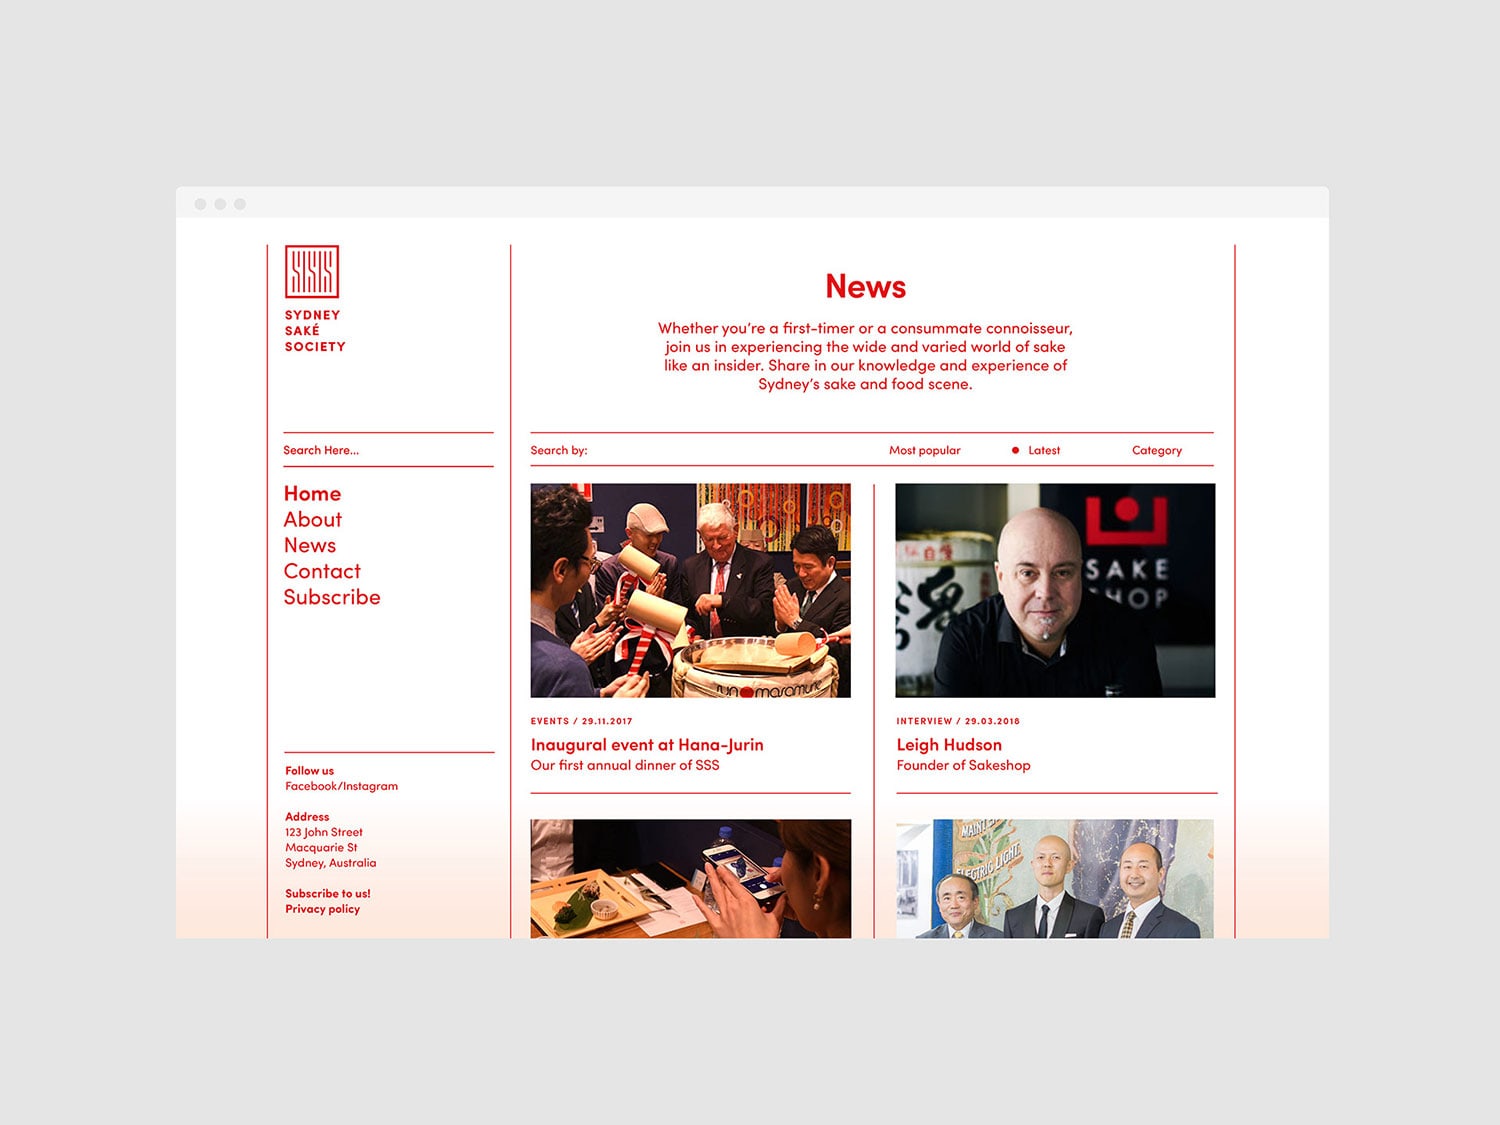 SYDNEY
SAKÉ
SOCIETY
Search Here...
Home
About
News
Contact
Subscribe
Follow us
Facebook/Instagram
Address
123 John Street
Macquarie St
Sydney, Australia
Subscribe to us!
Privacy policy
News
Whether you’re a first-timer or a consummate connoisseur,
join us in experiencing the wide and varied world of sake
like an insider. Share in our knowledge and experience of
Sydney’s sake and food scene.
Search by:
Most popular
Latest
Category
masamune
EVENTS / 29.11.2017
Inaugural event at Hana-Jurin
Our first annual dinner of SSS
SAKE
SHOP
INTERVIEW / 29.03.2018
Leigh Hudson
Founder of Sakeshop
ELECTRIC LIGHT